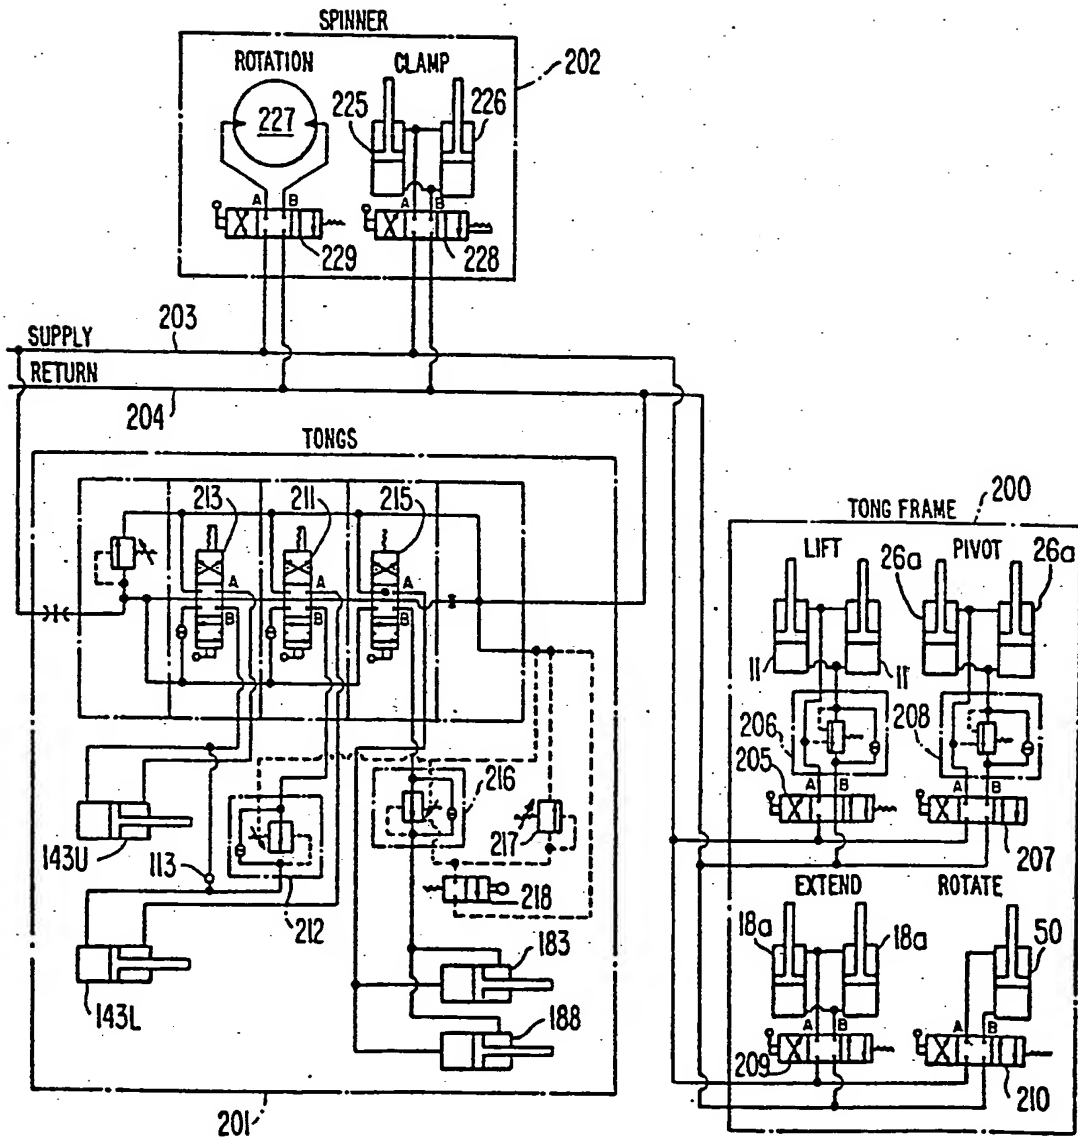 SPINNER
ROTATION CLAMP
202
225 226
227
A B A B
229 228
203
SUPPLY
RETURN
204
TONGS
213 211 215
A A A
B B B
200
TONG FRAME
LIFT PIVOT
26a 26a
11 11
206 208
205
A B A B
207
216
217
143U
113
218
212
183
143L
188
201
EXTEND ROTATE
18a 18a 50
A B A B
209 210